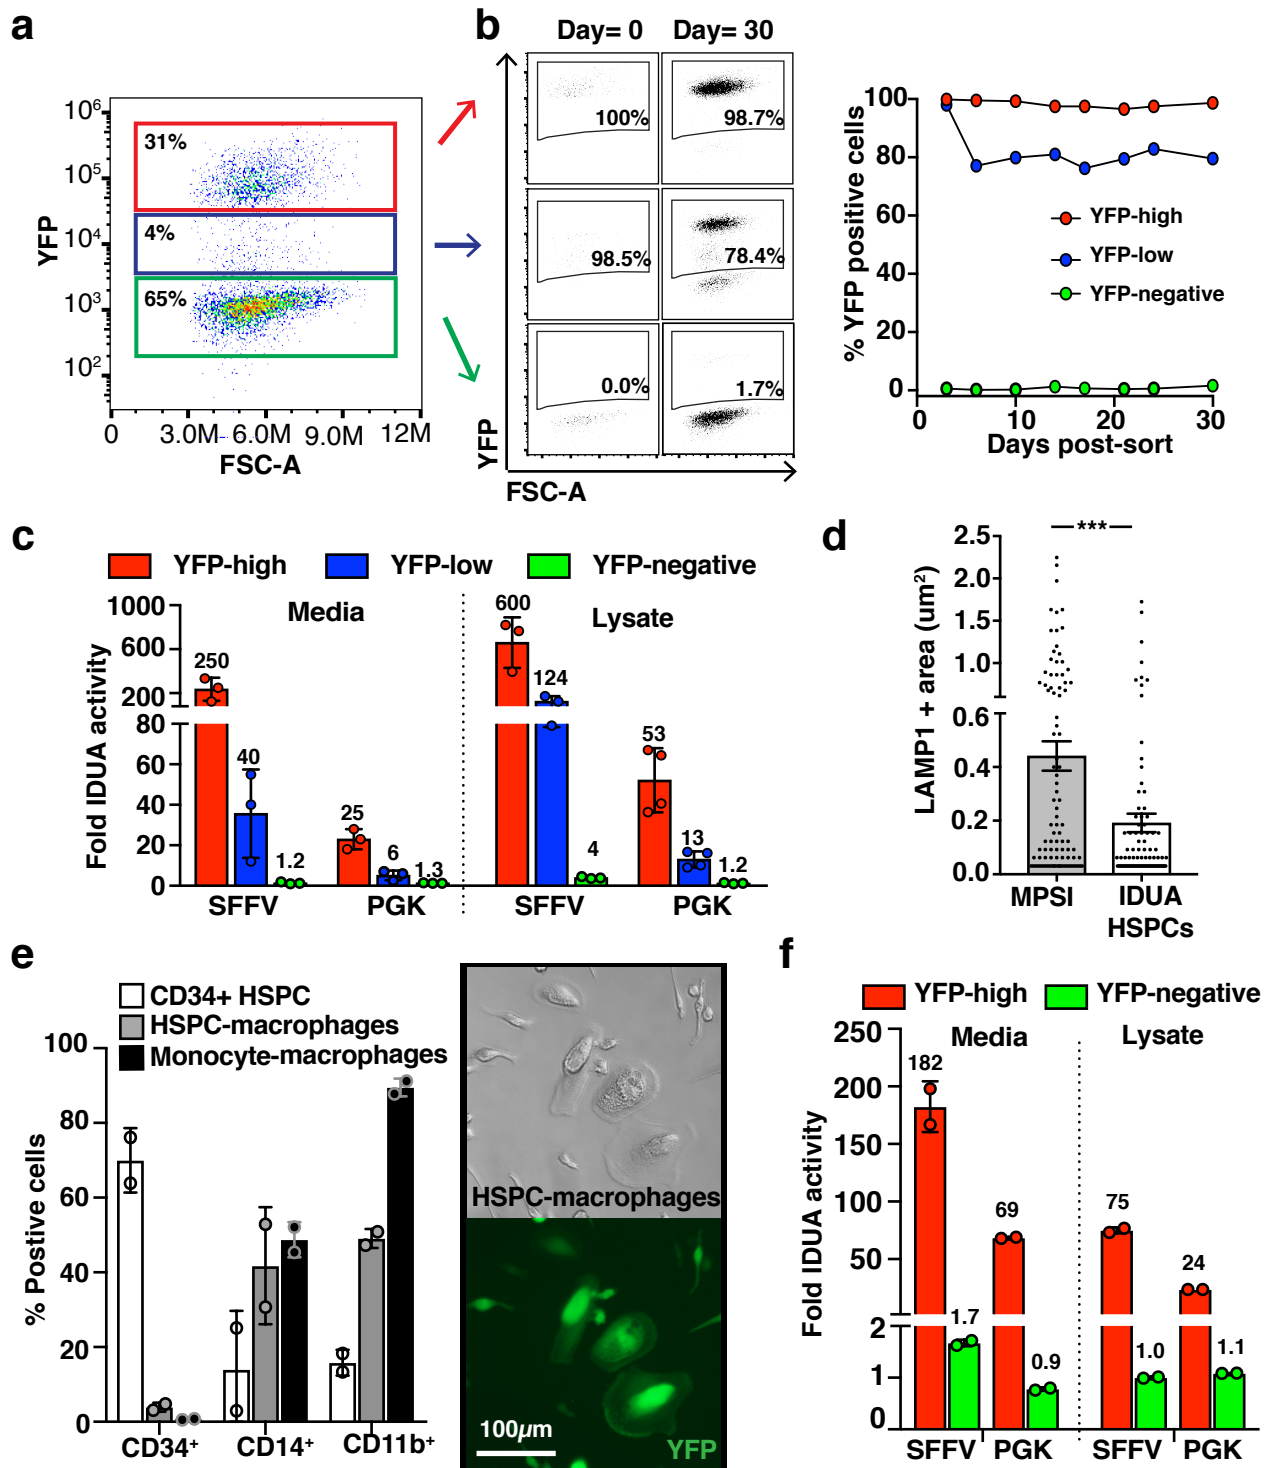 a
31%
4%
65%
10⁶
10⁵
10⁴
10³
10²
YFP
0
3.0M
6.0M
9.0M
12M
FSC-A
b
Day= 0
Day= 30
100%
98.7%
98.5%
78.4%
0.0%
1.7%
YFP
FSC-A
100
80
60
40
20
0
% YFP positive cells
YFP-high
YFP-low
YFP-negative
0
10
20
30
Days post-sort
c
YFP-high
YFP-low
YFP-negative
Media
Lysate
Fold IDUA activity
1000
600
200
80
60
40
20
0
250
40
1.2
25
6
1.3
600
124
4
53
13
1.2
SFFV
PGK
SFFV
PGK
d
***
LAMP1 + area (um²)
2.5
2.0
1.5
1.0
0.6
0.4
0.2
0.0
MPSI
IDUA
HSPCs
e
CD34+ HSPC
HSPC-macrophages
Monocyte-macrophages
% Postive cells
100
80
60
40
20
0
CD34⁺
CD14⁺
CD11b⁺
HSPC-macrophages
100µm
YFP
f
YFP-high
YFP-negative
Media
Lysate
Fold IDUA activity
250
200
150
100
50
2
1
0
182
1.7
69
0.9
75
1.0
24
1.1
SFFV
PGK
SFFV
PGK